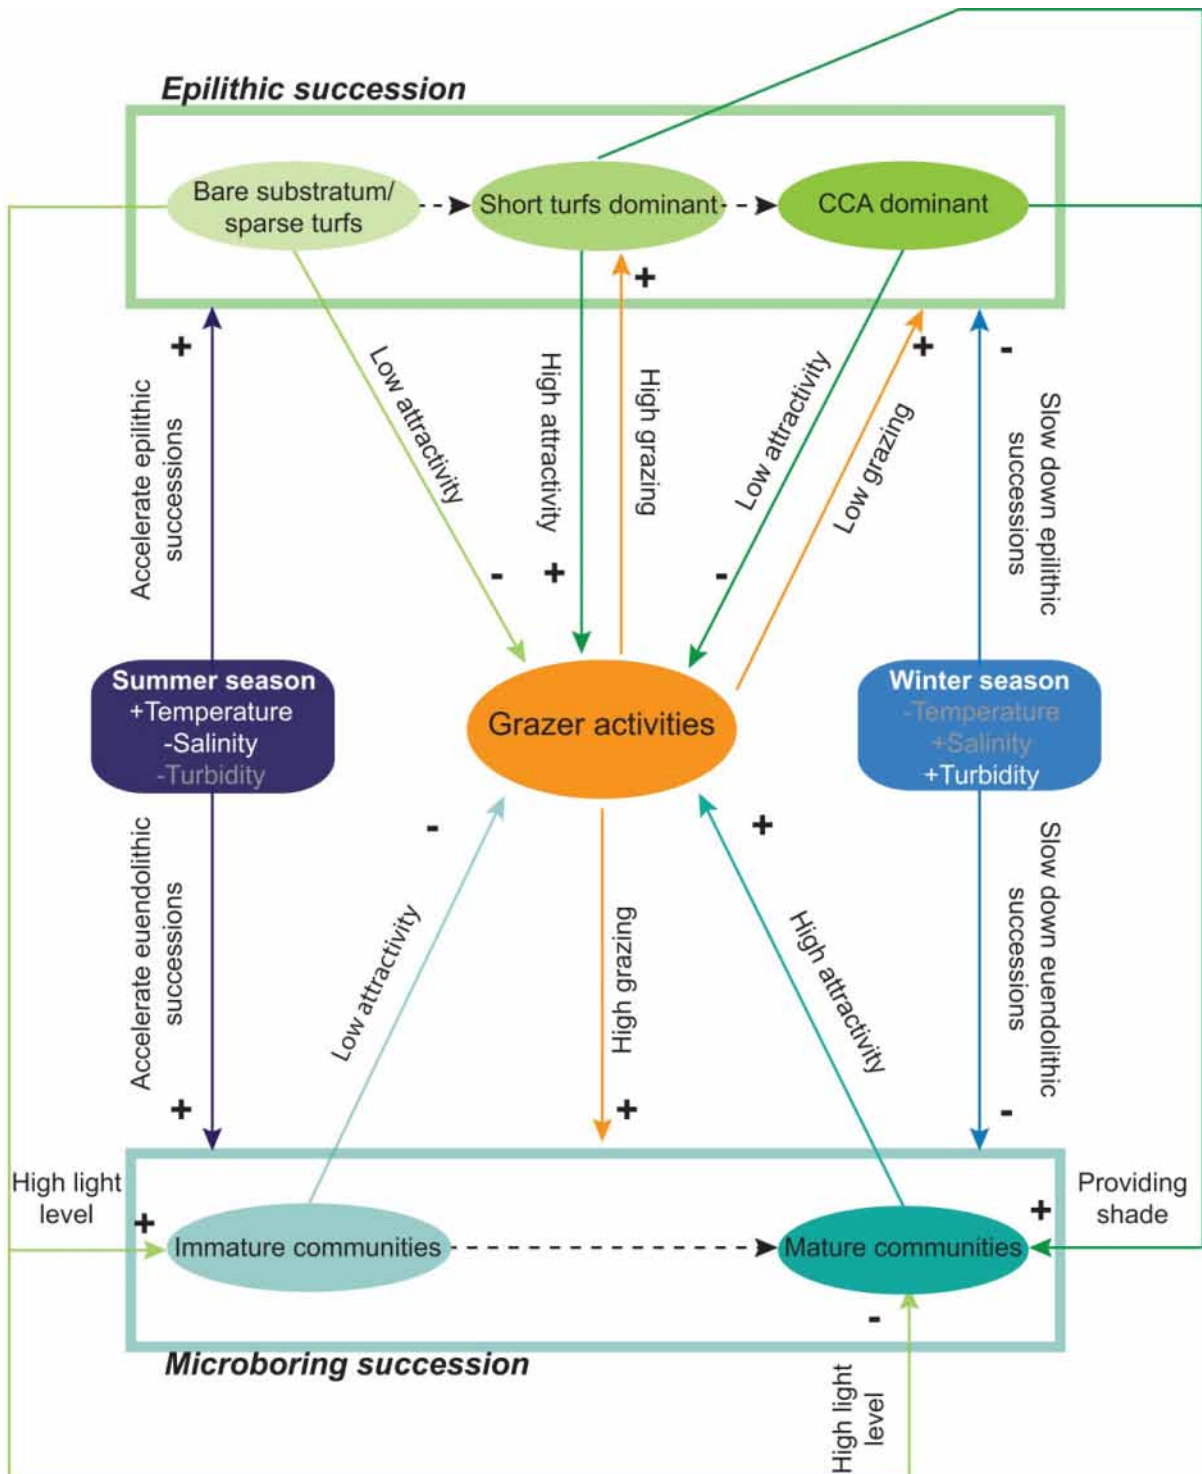 Epilithic succession
Bare substratum/
sparse turfs
Short turfs dominant
CCA dominant
+
+
+
-
Accelerate epilithic
successions
Low attractivity
High attractivity
High grazing
Low attractivity
Low grazing
Slow down epilithic
successions
-
+
-
Summer season
+Temperature
-Salinity
-Turbidity
Grazer activities
Winter season
-Temperature
+Salinity
+Turbidity
-
+
Accelerate euendolithic
successions
Low attractivity
High grazing
High attractivity
Slow down euendolithic
successions
+
+
-
High light
level
+
Immature communities
Mature communities
+
Providing
shade
-
Microboring succession
High light
level